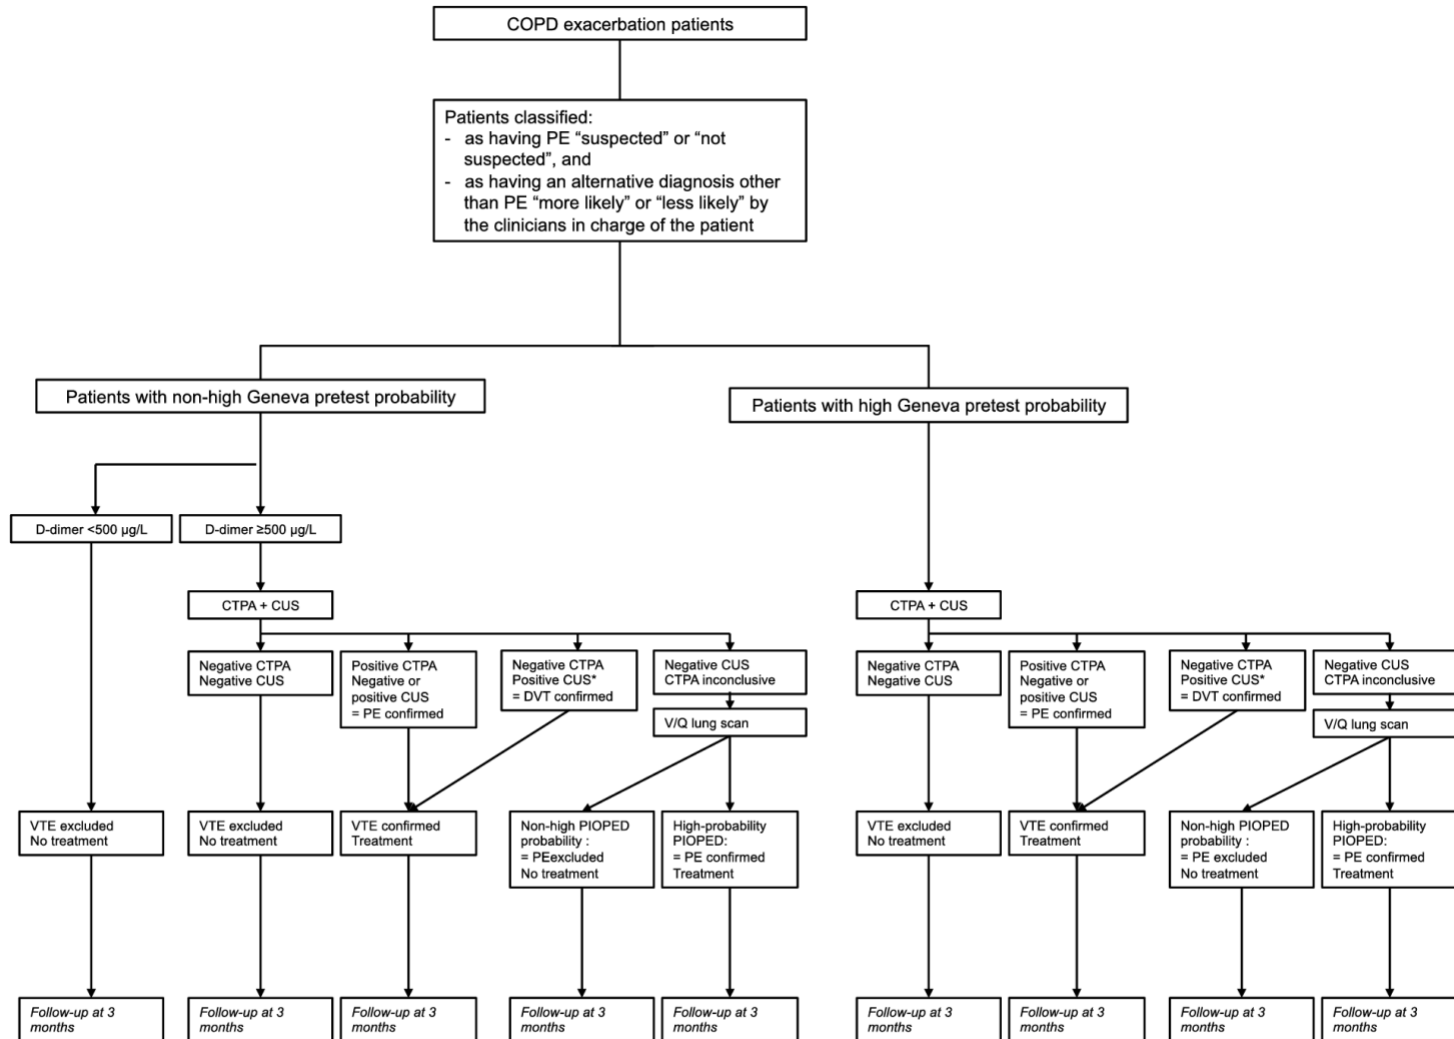 COPD exacerbation patients
Patients classified:
- as having PE “suspected” or “not
suspected”, and
- as having an alternative diagnosis other
than PE “more likely” or “less likely” by
the clinicians in charge of the patient
Patients with non-high Geneva pretest probability
Patients with high Geneva pretest probability
D-dimer <500 µg/L
D-dimer ≥500 µg/L
CTPA + CUS
Negative CTPA
Negative CUS
Positive CTPA
Negative or
positive CUS
= PE confirmed
Negative CTPA
Positive CUS*
= DVT confirmed
Negative CUS
CTPA inconclusive
V/Q lung scan
VTE excluded
No treatment
VTE excluded
No treatment
VTE confirmed
Treatment
Non-high PIOPED
probability :
= PEexcluded
No treatment
High-probability
PIOPED:
= PE confirmed
Treatment
Follow-up at 3
months
Follow-up at 3
months
Follow-up at 3
months
Follow-up at 3
months
Follow-up at 3
months
CTPA + CUS
Negative CTPA
Negative CUS
Positive CTPA
Negative or
positive CUS
= PE confirmed
Negative CTPA
Positive CUS*
= DVT confirmed
Negative CUS
CTPA inconclusive
V/Q lung scan
VTE excluded
No treatment
VTE confirmed
Treatment
Non-high PIOPED
probability :
= PE excluded
No treatment
High-probability
PIOPED:
= PE confirmed
Treatment
Follow-up at 3
months
Follow-up at 3
months
Follow-up at 3
months
Follow-up at 3
months